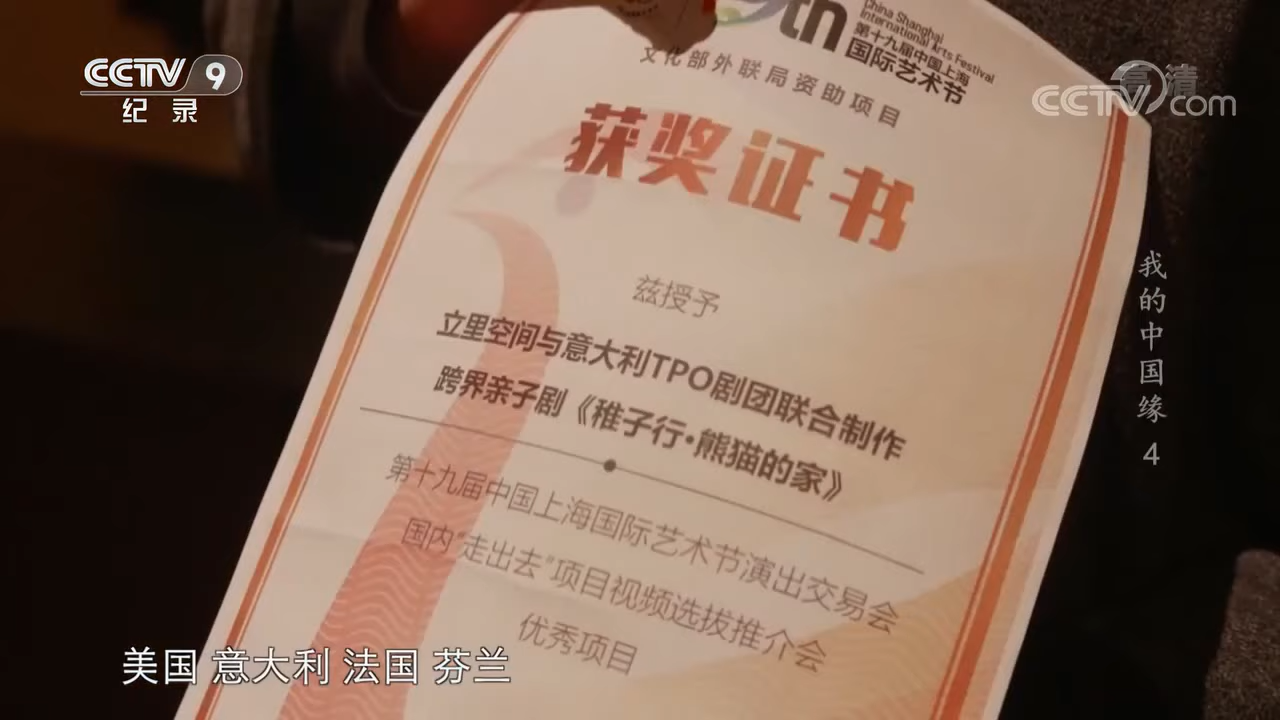 CCTV 9
纪录
高清
CCTV.com
th
China Shanghai
International Arts Festival
第十九届中国上海
国际艺术节
文化部外联局资助项目
获奖证书
兹授予
立里空间与意大利TPO剧团联合制作
跨界亲子剧《稚子行·熊猫的家》
第十九届中国上海国际艺术节演出交易会
国内“走出去”项目视频选拔推介会
优秀项目
我的中国缘 4
美国 意大利 法国 芬兰